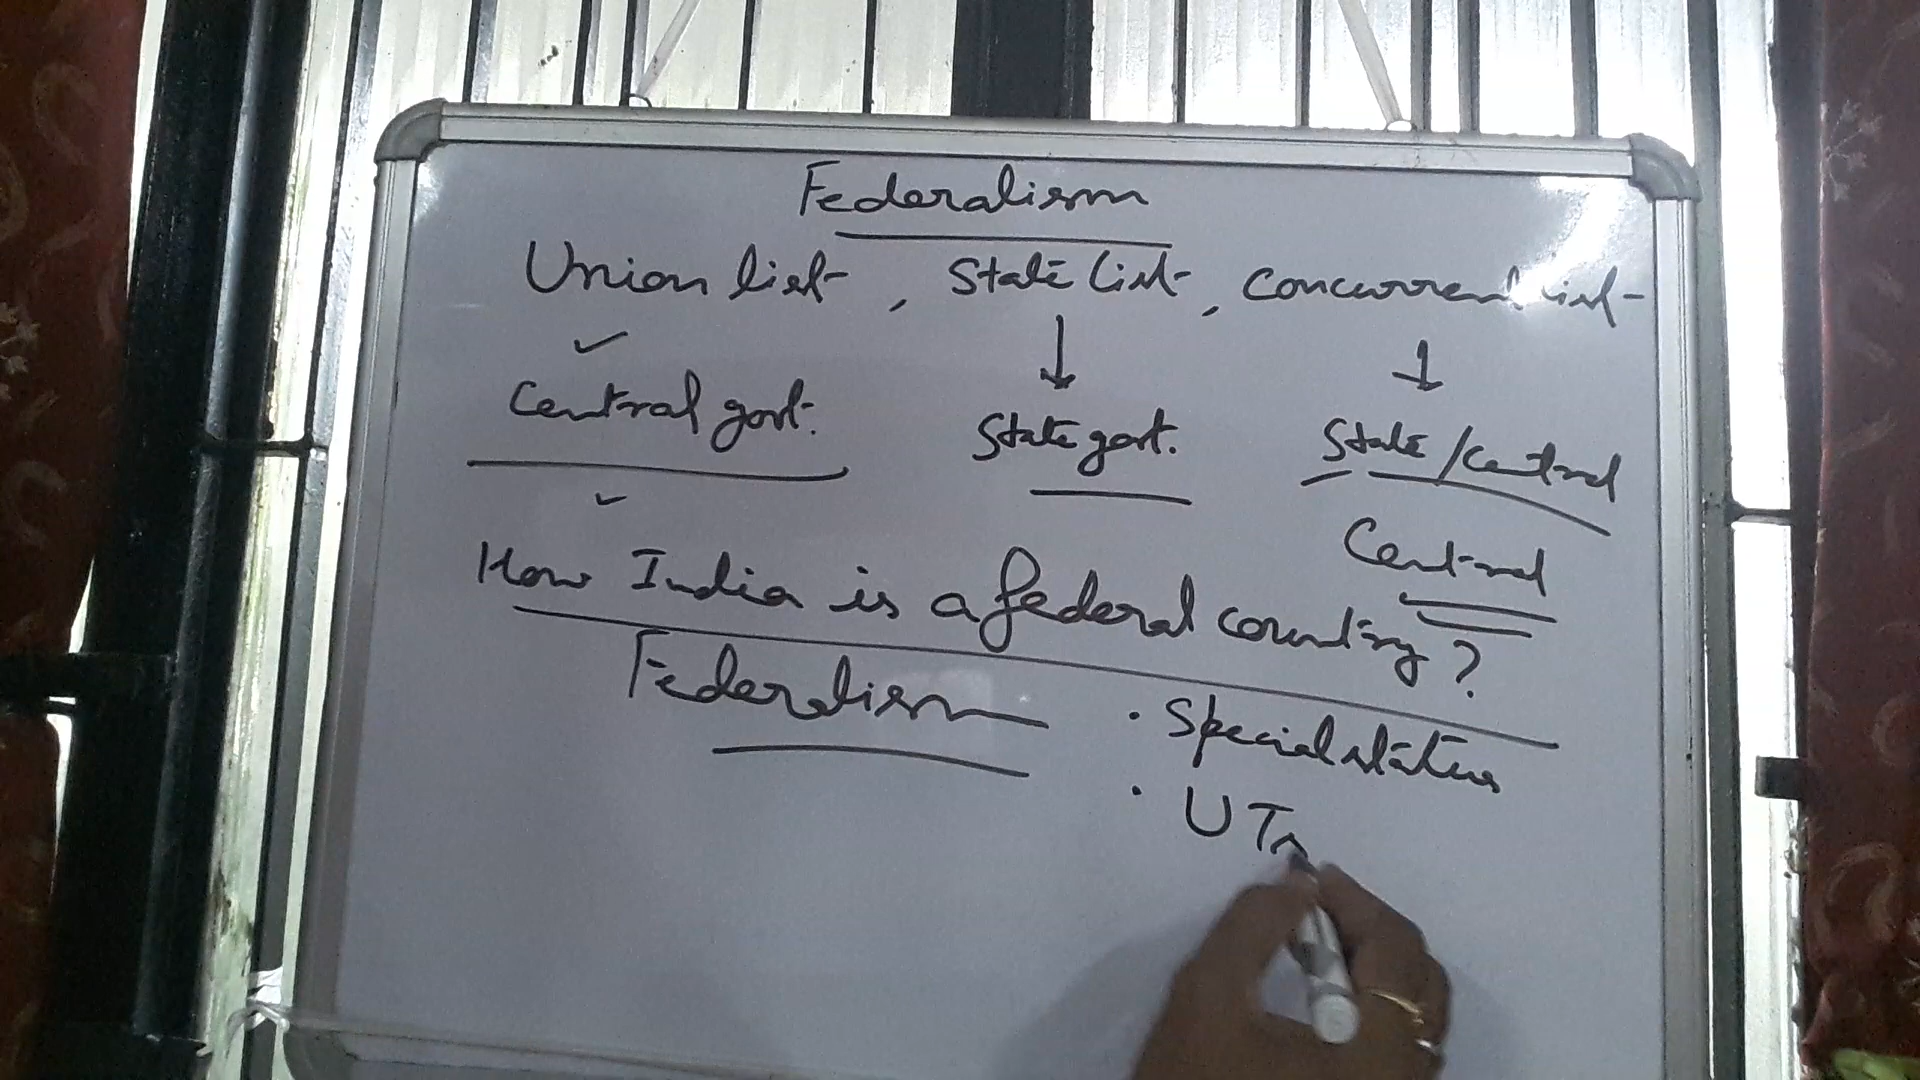 Federalism
Union list, State List, Concurrent List
Central govt. State govt. State/Central
Central
How India is a federal country?
Federalism
. Special status
. UTs